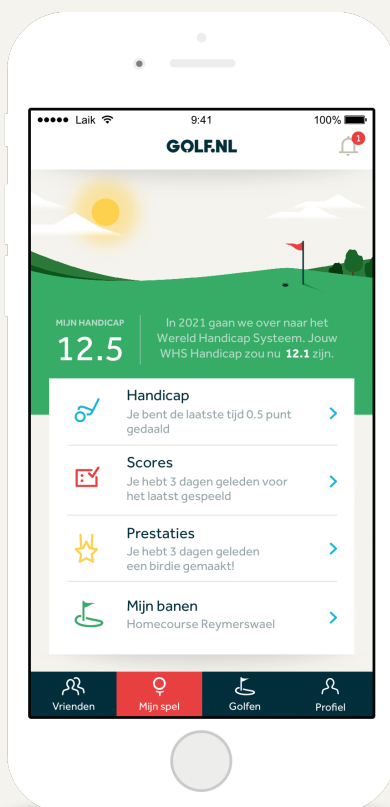 Laik 9:41 100%
GOLF.NL
1
MIJN HANDICAP
12.5
In 2021 gaan we over naar het
Wereld Handicap Systeem. Jouw
WHS Handicap zou nu 12.1 zijn.
Handicap
Je bent de laatste tijd 0.5 punt
gedaald
Scores
Je hebt 3 dagen geleden voor
het laatst gespeeld
Prestaties
Je hebt 3 dagen geleden
een birdie gemaakt!
Mijn banen
Homecourse Reymerswael
Vrienden Mijn spel Golfen Profiel